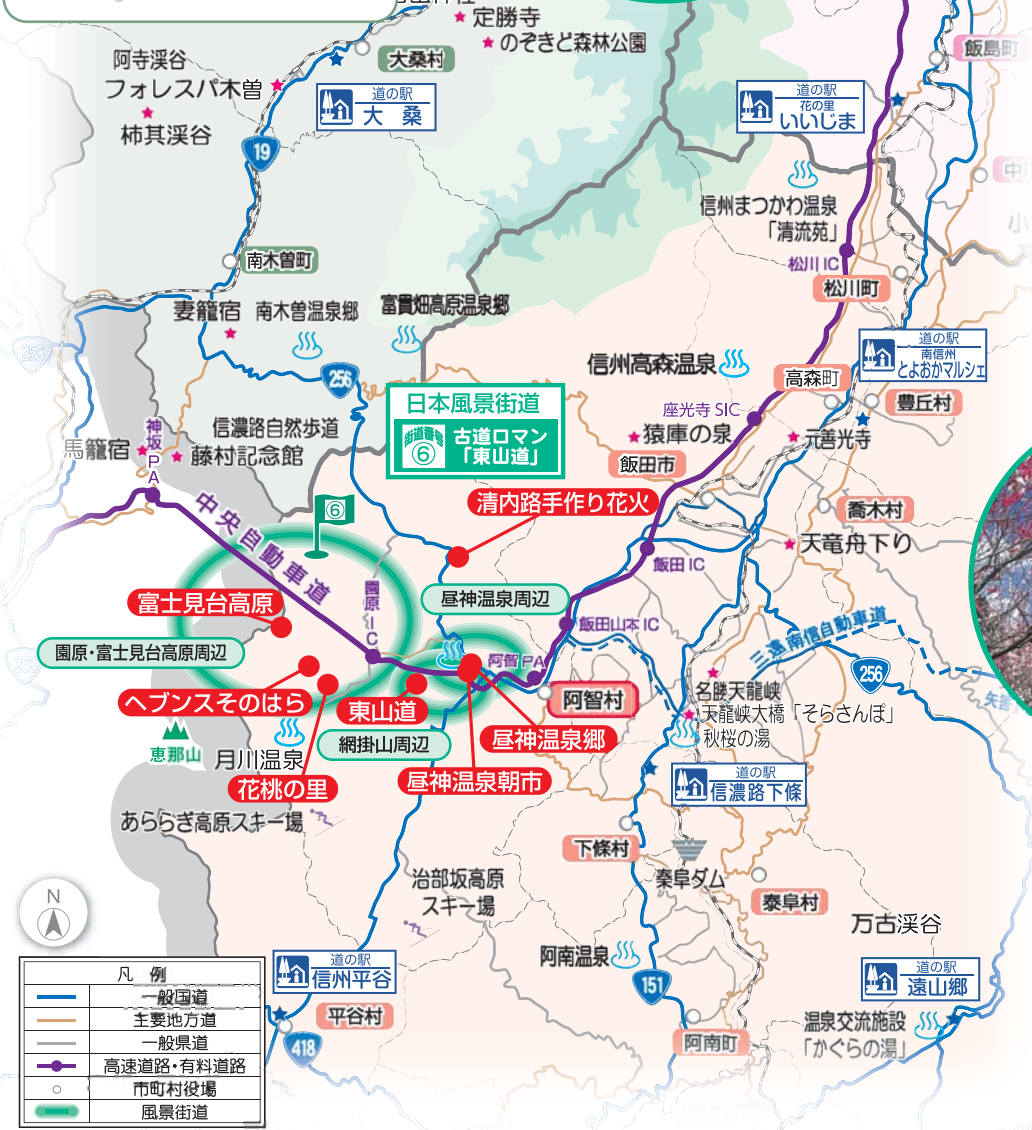 定勝寺
のぞきど森林公園
大桑村
阿寺渓谷
フォレスパ木曽
柿其渓谷
道の駅
大 桑
19
飯島町
道の駅
花の里
いいじま
信州まつかわ温泉
「清流苑」
松川IC
松川町
南木曽町
妻籠宿
南木曽温泉郷
富貴畑高原温泉郷
256
258
道の駅
南信州
とよおかマルシェ
信州高森温泉
高森町
豊丘村
座光寺SIC
猿庫の泉
元善光寺
飯田市
日本風景街道
街道番号
⑥
古道ロマン
「東山道」
信濃路自然歩道
藤村記念館
馬籠宿
神坂PA
中央自動車道
⑥
清内路手作り花火
喬木村
天竜舟下り
飯田IC
園原IC
昼神温泉周辺
富士見台高原
園原・富士見台高原周辺
飯田山本IC
阿智PA
三遠南信自動車道
256
ヘブンスそのはら
東山道
阿智村
名勝天龍峡
天龍峡大橋「そらさんぽ」
秋桜の湯
恵那山
月川温泉
網掛山周辺
昼神温泉郷
花桃の里
昼神温泉朝市
道の駅
信濃路下條
あららぎ高原スキー場
下條村
秦阜ダム
泰阜村
治部坂高原
スキー場
万古渓谷
N
阿南温泉
151
道の駅
信州平谷
道の駅
遠山郷
平谷村
418
阿南町
温泉交流施設
「かぐらの湯」
凡 例
一般国道
主要地方道
一般県道
高速道路・有料道路
市町村役場
風景街道